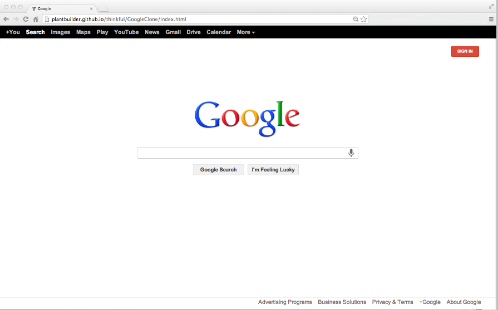 Google
plantbuilder.github.io/thinkful/GoogleClone/index.html
+You Search Images Maps Play YouTube News Gmail Drive Calendar More
SIGN IN
Google
Google Search I'm Feeling Lucky
Advertising Programs Business Solutions Privacy & Terms +Google About Google